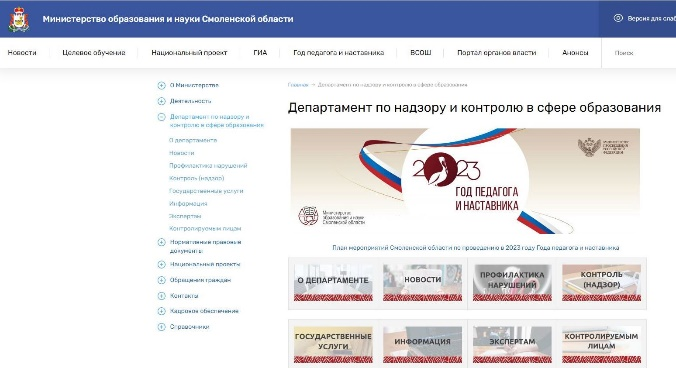 Министерство образования и науки Смоленской области
Версия для слаб
Новости
Целевое обучение
Национальный проект
ГИА
Год педагога и наставника
ВСОШ
Портал органов власти
Анонсы
Поиск
Главная → Департамент по надзору и контролю в сфере образования
О Министерстве
Деятельность
Департамент по надзору и
контролю в сфере образования
О департаменте
Новости
Профилактика нарушений
Контроль (надзор)
Государственные услуги
Информация
Экспертам
Контролируемым лицам
Нормативные правовые
документы
Национальные проекты
Обращения граждан
Контакты
Кадровое обеспечение
Справочники
Департамент по надзору и контролю в сфере образования
МИНИСТЕРСТВО
ПРОСВЕЩЕНИЯ
РОССИЙСКОЙ
ФЕДЕРАЦИИ
2023
ГОД ПЕДАГОГА
И НАСТАВНИКА
Министерство
образования и науки
Смоленской области
План мероприятий Смоленской области по проведению в 2023 году Года педагога и наставника
О ДЕПАРТАМЕНТЕ
НОВОСТИ
ПРОФИЛАКТИКА
НАРУШЕНИЙ
КОНТРОЛЬ
(НАДЗОР)
ГОСУДАРСТВЕННЫЕ
УСЛУГИ
ИНФОРМАЦИЯ
ЭКСПЕРТАМ
КОНТРОЛИРУЕМЫМ
ЛИЦАМ